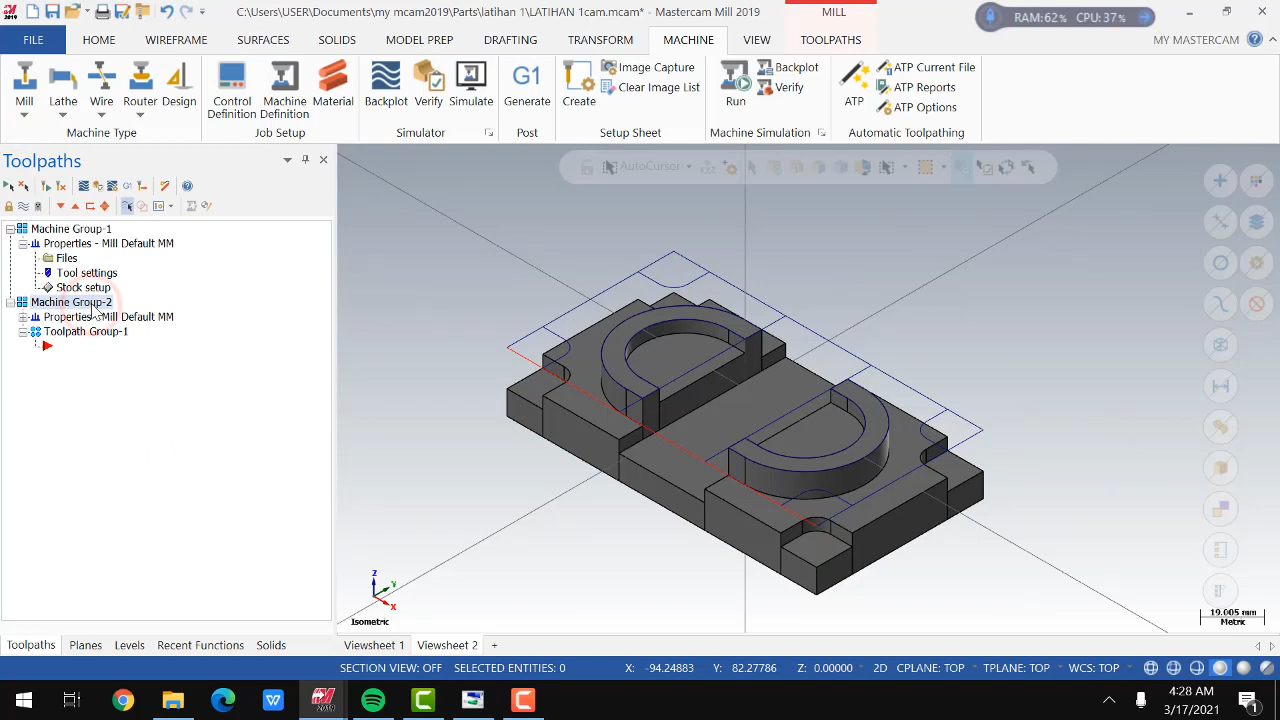 C:\Users\USER\Documents\my mcam2019\Parts\latihan 1\LATIHAN 1cam.mcam* - Mastercam Mill 2019
MILL
RAM:62% CPU:37%
2019
FILE HOME WIREFRAME SURFACES SOLIDS MODEL PREP DRAFTING TRANSFORM MACHINE VIEW TOOLPATHS MY MASTERCAM
Mill Lathe Wire Router Design
Machine Type
Control Definition Machine Definition Material
Job Setup
Backplot Verify Simulate
Simulator
G1
Generate
Post
Create
Image Capture
Clear Image List
Setup Sheet
Run
Backplot
Verify
Machine Simulation
ATP
ATP Current File
ATP Reports
ATP Options
Automatic Toolpathing
Toolpaths
G1
Machine Group-1
Properties - Mill Default MM
Files
Tool settings
Stock setup
Machine Group-2
Properties - Mill Default MM
Toolpath Group-1
AutoCursor
Z
Y
X
Isometric
19.005 mm
Metric
Toolpaths Planes Levels Recent Functions Solids
Viewsheet 1 Viewsheet 2 +
SECTION VIEW: OFF SELECTED ENTITIES: 0 X: -94.24883 Y: 82.27786 Z: 0.00000 2D CPLANE: TOP TPLANE: TOP WCS: TOP
2019
4:28 AM
3/17/2021
1